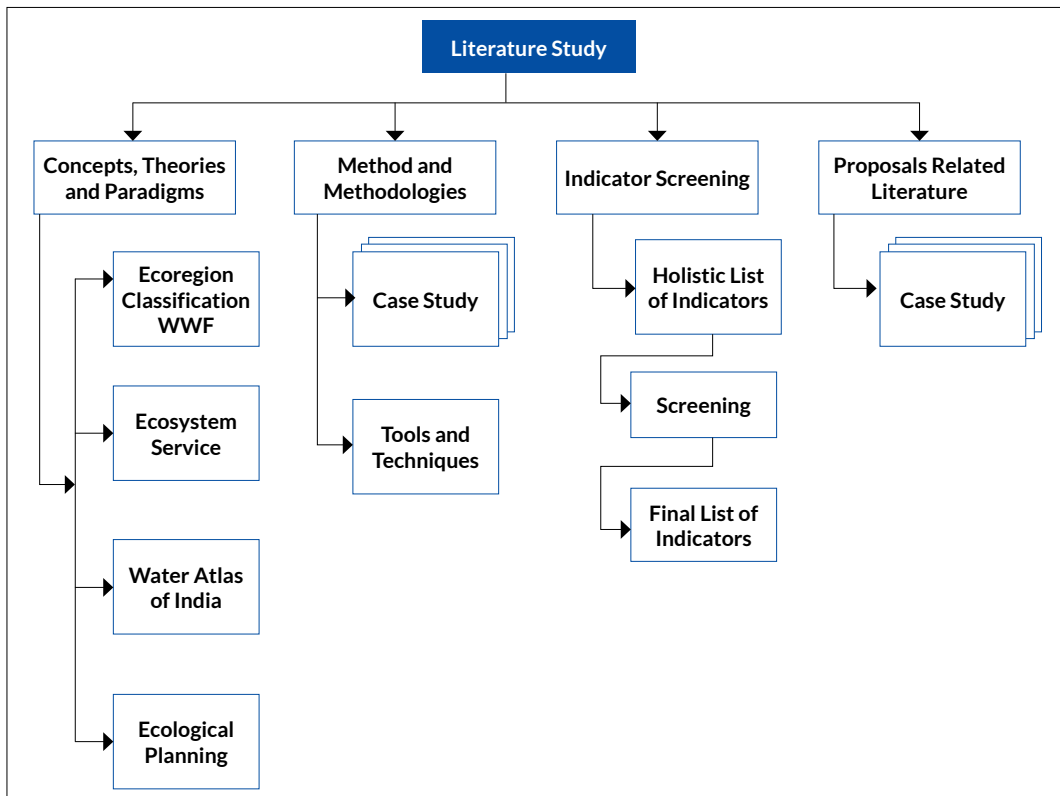 Literature Study
Concepts, Theories
and Paradigms
Method and
Methodologies
Indicator Screening
Proposals Related
Literature
Ecoregion
Classification
WWF
Ecosystem
Service
Water Atlas
of India
Ecological
Planning
Case Study
Tools and
Techniques
Holistic List
of Indicators
Screening
Final List of
Indicators
Case Study